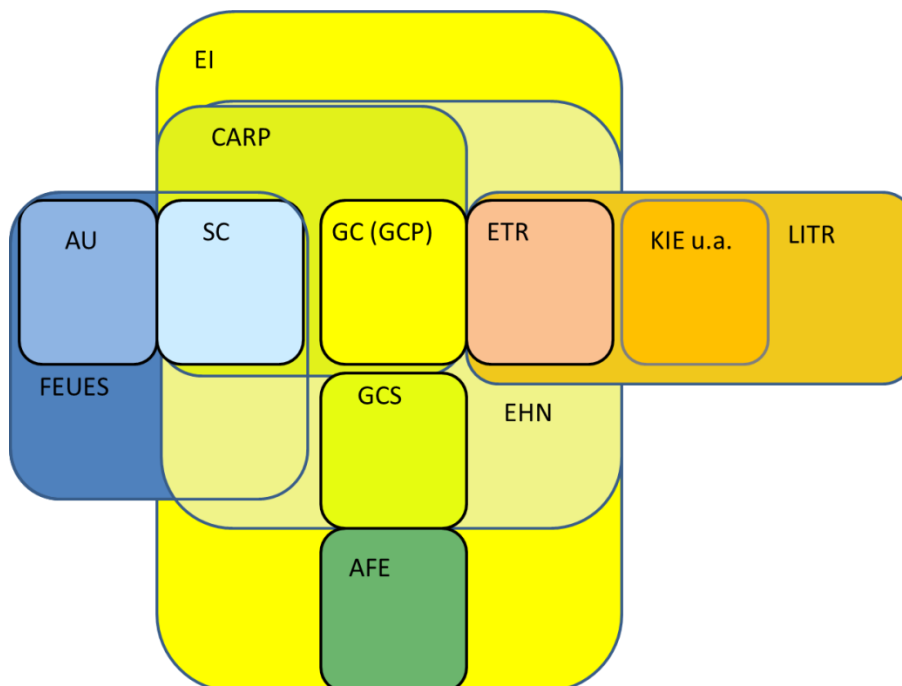 EI
CARP
AU
SC
GC (GCP)
ETR
KIE u.a.
LITR
FEUES
GCS
EHN
AFE